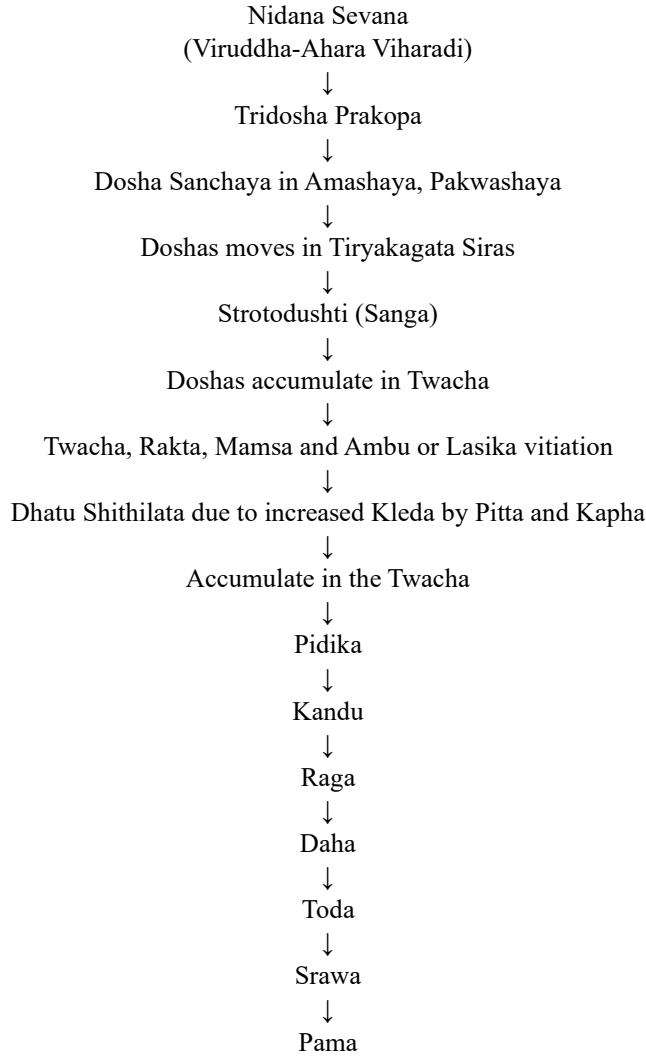 Nidana Sevana
(Viruddha-Ahara Viharadi)
↓
Tridosha Prakopa
↓
Dosha Sanchaya in Amashaya, Pakwashaya
↓
Doshas moves in Tiryakagata Siras
↓
Strotodushti (Sanga)
↓
Doshas accumulate in Twacha
↓
Twacha, Rakta, Mamsa and Ambu or Lasika vitiation
↓
Dhatu Shithilata due to increased Kleda by Pitta and Kapha
↓
Accumulate in the Twacha
↓
Pidika
↓
Kandu
↓
Raga
↓
Daha
↓
Toda
↓
Srawa
↓
Pama